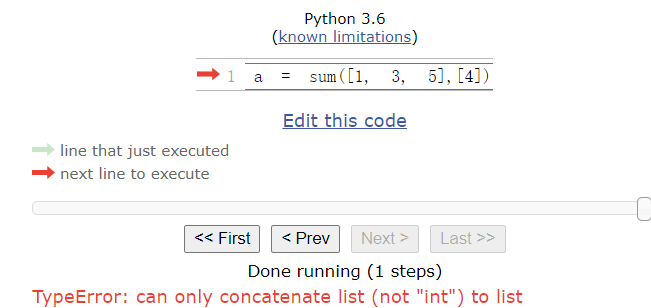 Python 3.6
(known limitations)
1 a = sum([1, 3, 5],[4])
Edit this code
line that just executed
next line to execute
<< First < Prev Next > Last >>
Done running (1 steps)
TypeError: can only concatenate list (not "int") to list